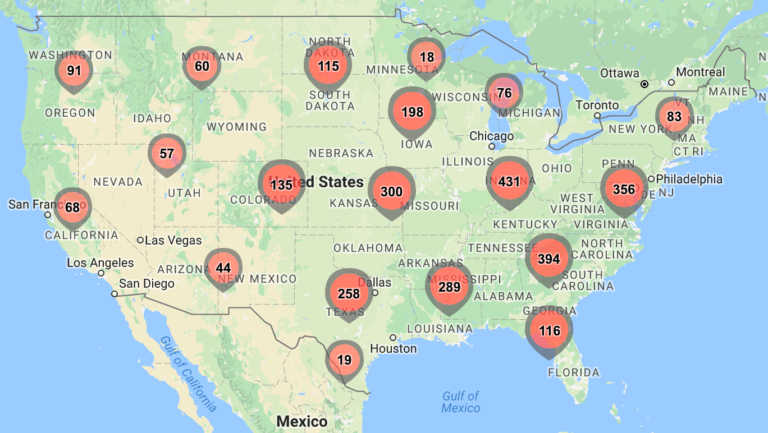 NORTH
DAKOTA
WASHINGTON
MONTANA
18
60
115
91
MINNESOTA
Ottawa
Montreal
MAINE
SOUTH
DAKOTA
WISCONSIN
76
VT
OREGON
IDAHO
198
MICHIGAN
Toronto
83
NH
WYOMING
NEW YORK
Chicago
IOWA
MA
CT RI
57
NEBRASKA
ILLINOIS
OHIO
PENN
NEVADA
UTAH
135
United States
300
431
INDIANA
356
Philadelphia
DE
NJ
San Francisco
68
COLORADO
KANSAS
MISSOURI
WEST
VIRGINIA
VIRGINIA
KENTUCKY
CALIFORNIA
Las Vegas
OKLAHOMA
TENNESSEE
NORTH
CAROLINA
Los Angeles
ARIZONA
44
NEW MEXICO
ARKANSAS
394
San Diego
Dallas
MISSISSIPPI
SOUTH
CAROLINA
258
289
ALABAMA
TEXAS
GEORGIA
LOUISIANA
116
Houston
19
Gulf of California
FLORIDA
Gulf of
Mexico
Mexico